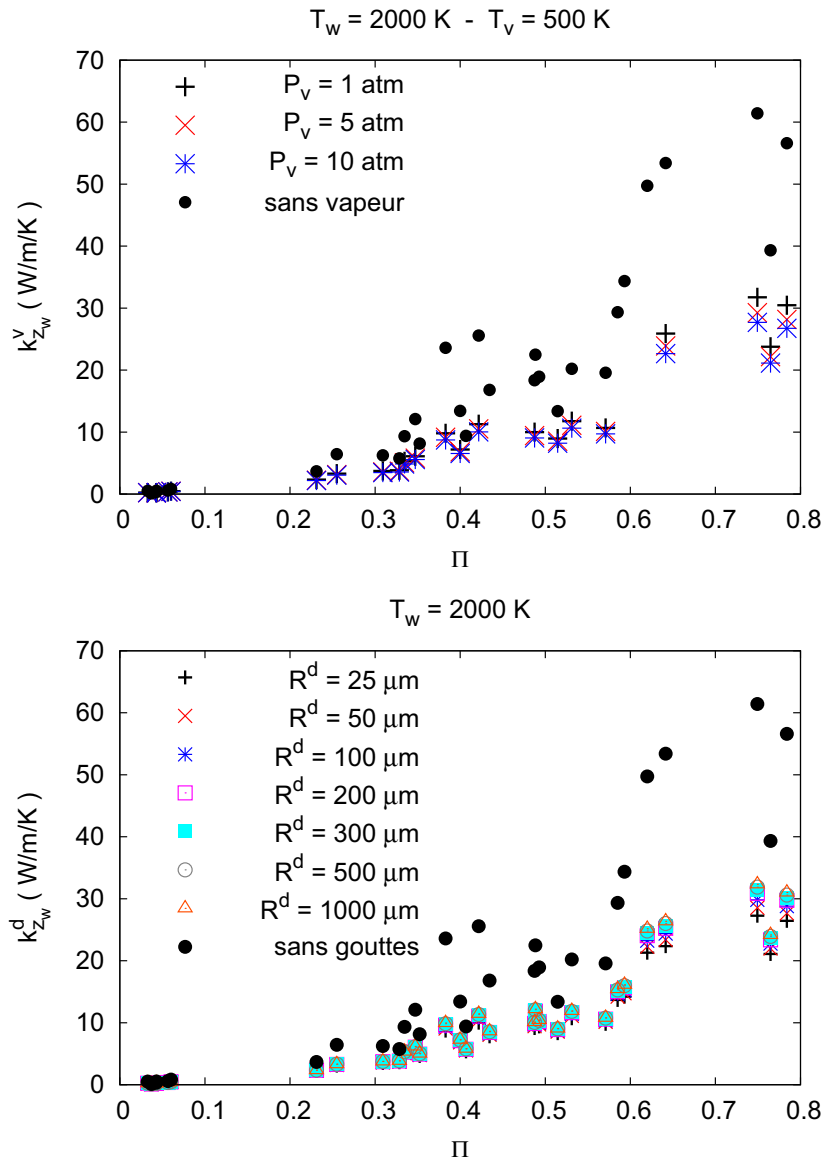 T_w = 2000 K - T_v = 500 K
70
60
50
40
30
20
10
0
k_{z_w}^v ( W/m/K )
P_v = 1 atm
P_v = 5 atm
P_v = 10 atm
sans vapeur
0 0.1 0.2 0.3 0.4 0.5 0.6 0.7 0.8
Π
T_w = 2000 K
70
60
50
40
30
20
10
0
k_{z_w}^d ( W/m/K )
R^d = 25 μm
R^d = 50 μm
R^d = 100 μm
R^d = 200 μm
R^d = 300 μm
R^d = 500 μm
R^d = 1000 μm
sans gouttes
0 0.1 0.2 0.3 0.4 0.5 0.6 0.7 0.8
Π